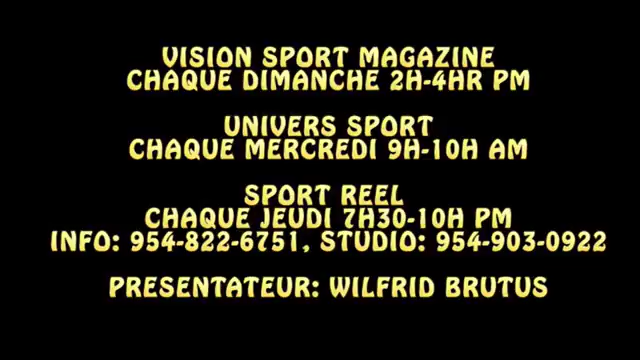 VISION SPORT MAGAZINE
CHAQUE DIMANCHE 2H-4HR PM
UNIVERS SPORT
CHAQUE MERCREDI 9H-10H AM
SPORT REEL
CHAQUE JEUDI 7H30-10H PM
INFO: 954-822-6751, STUDIO: 954-903-0922
PRESENTATEUR: WILFRID BRUTUS